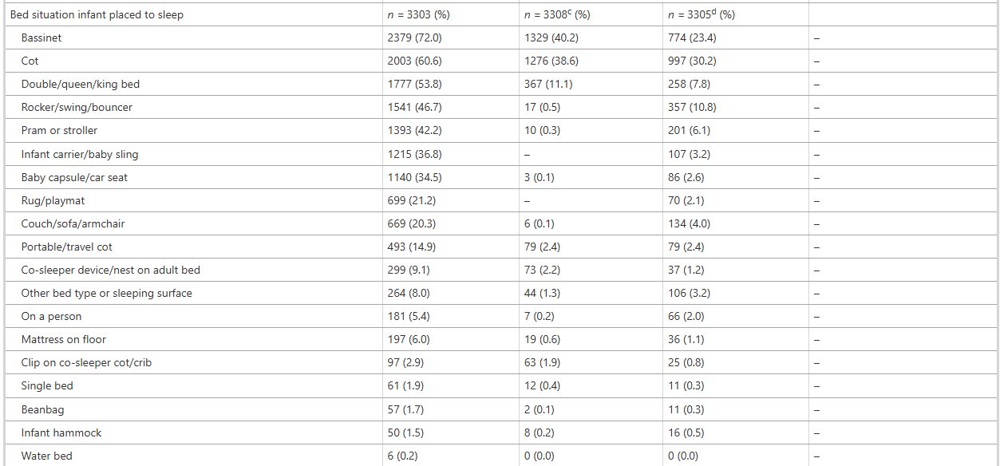 Bed situation infant placed to sleep n = 3303 (%) n = 3308c (%) n = 3305d (%)
Bassinet 2379 (72.0) 1329 (40.2) 774 (23.4) –
Cot 2003 (60.6) 1276 (38.6) 997 (30.2) –
Double/queen/king bed 1777 (53.8) 367 (11.1) 258 (7.8) –
Rocker/swing/bouncer 1541 (46.7) 17 (0.5) 357 (10.8) –
Pram or stroller 1393 (42.2) 10 (0.3) 201 (6.1) –
Infant carrier/baby sling 1215 (36.8) – 107 (3.2) –
Baby capsule/car seat 1140 (34.5) 3 (0.1) 86 (2.6) –
Rug/playmat 699 (21.2) – 70 (2.1) –
Couch/sofa/armchair 669 (20.3) 6 (0.1) 134 (4.0) –
Portable/travel cot 493 (14.9) 79 (2.4) 79 (2.4) –
Co-sleeper device/nest on adult bed 299 (9.1) 73 (2.2) 37 (1.2) –
Other bed type or sleeping surface 264 (8.0) 44 (1.3) 106 (3.2) –
On a person 181 (5.4) 7 (0.2) 66 (2.0) –
Mattress on floor 197 (6.0) 19 (0.6) 36 (1.1) –
Clip on co-sleeper cot/crib 97 (2.9) 63 (1.9) 25 (0.8) –
Single bed 61 (1.9) 12 (0.4) 11 (0.3) –
Beanbag 57 (1.7) 2 (0.1) 11 (0.3) –
Infant hammock 50 (1.5) 8 (0.2) 16 (0.5) –
Water bed 6 (0.2) 0 (0.0) 0 (0.0) –